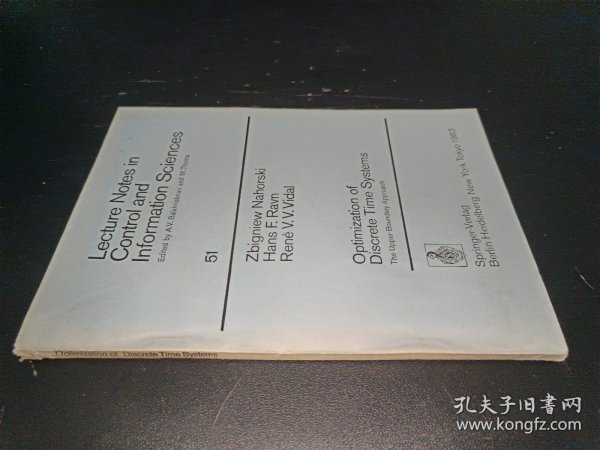 Lecture Notes in
Control and
Information Sciences
Edited by A.V. Balakrishnan and M.Thoma
51
Zbigniew Nahorski
Hans F. Ravn
René V. V. Vidal
Optimization of
Discrete Time Systems
The Upper Boundary Approach
Springer-Verlag
Berlin Heidelberg New York Tokyo 1983
Optimization of Discrete Time Systems
孔夫子旧书网
www.kongfz.com